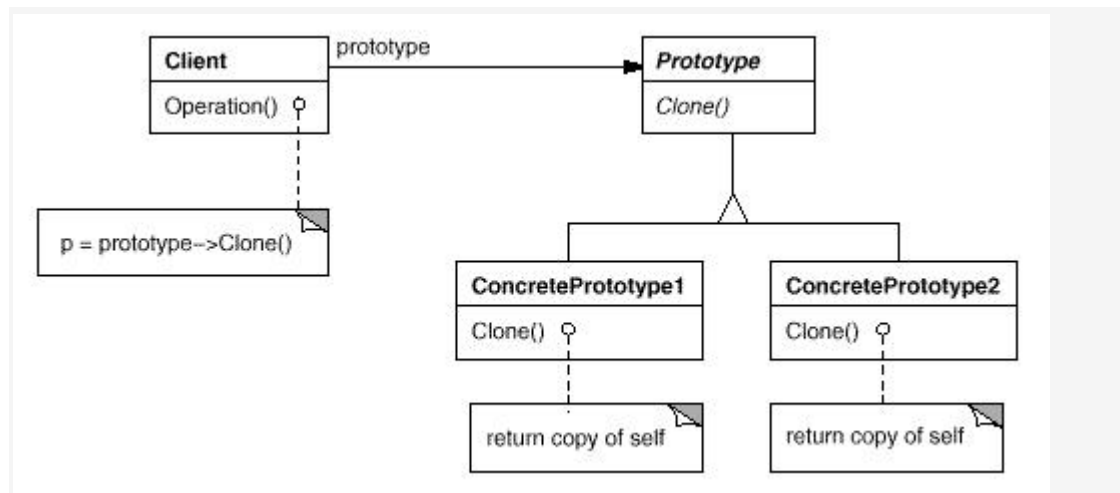 Client
prototype
Prototype
Operation()
Clone()
p = prototype−>Clone()
ConcretePrototype1
ConcretePrototype2
Clone()
Clone()
return copy of self
return copy of self